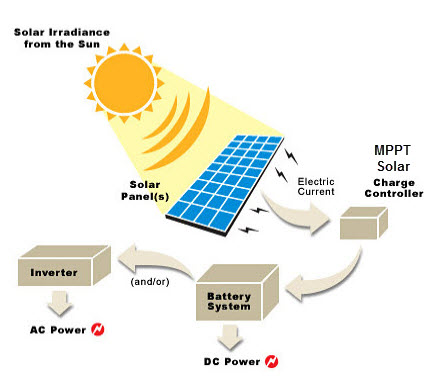 Solar Irradiance
from the Sun
MPPT
Solar
Charge
Controller
Electric
Current
Solar
Panel(s)
Inverter
(and/or)
Battery
System
AC Power
DC Power